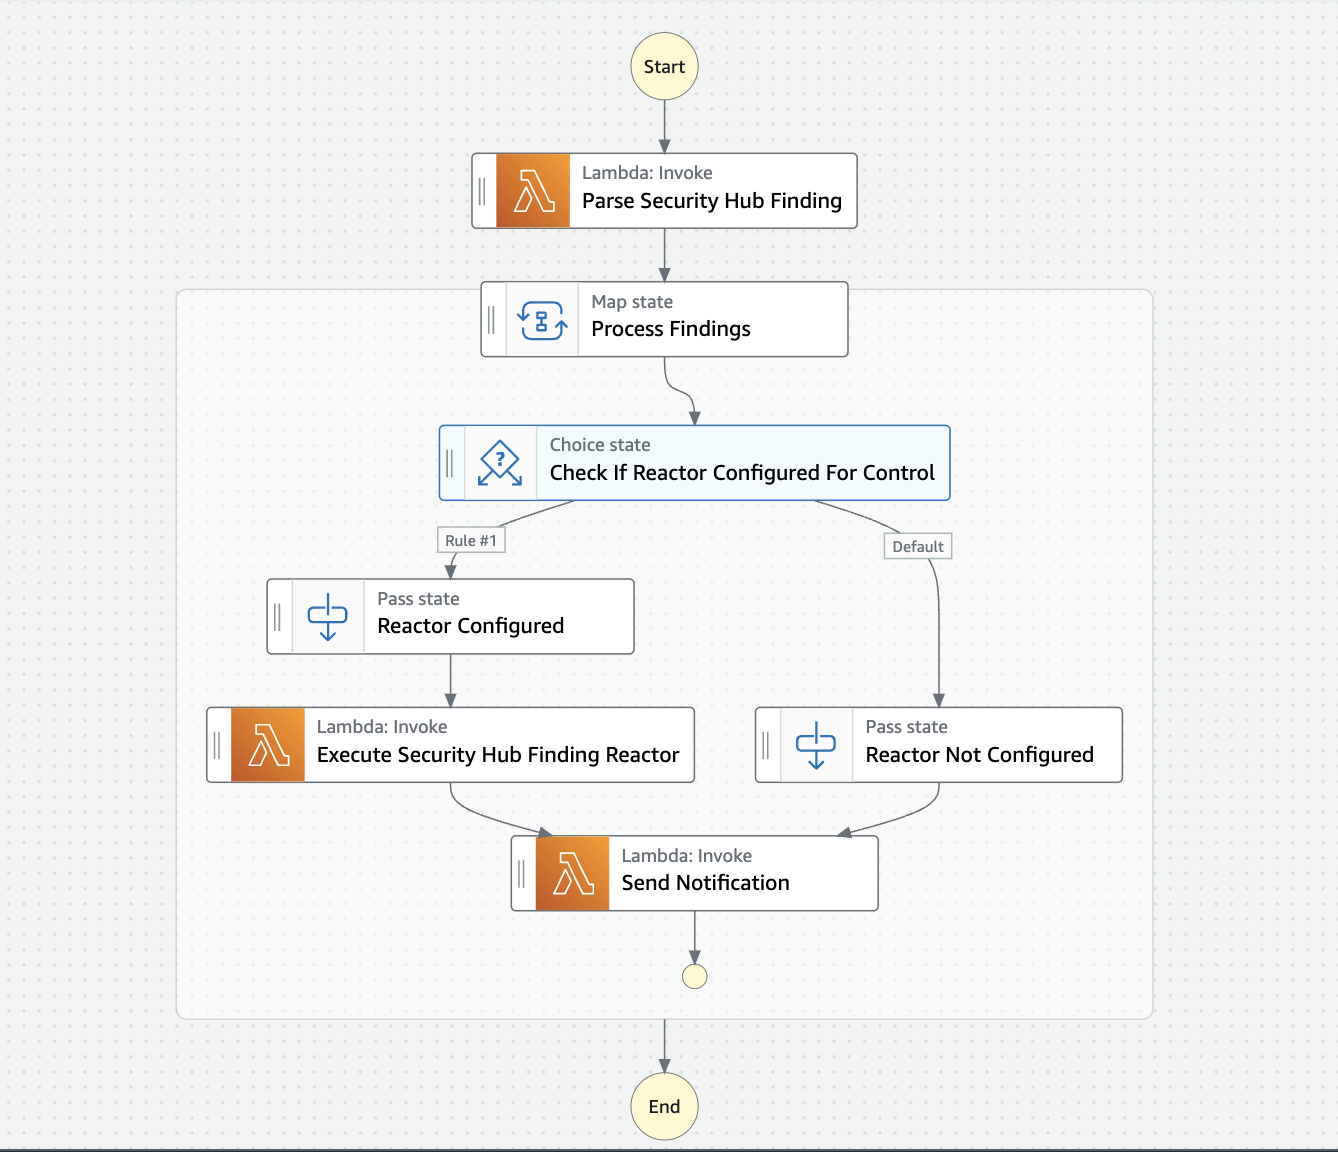 Start
Lambda: Invoke
Parse Security Hub Finding
Map state
Process Findings
Choice state
Check If Reactor Configured For Control
Rule #1
Default
Pass state
Reactor Configured
Lambda: Invoke
Execute Security Hub Finding Reactor
Pass state
Reactor Not Configured
Lambda: Invoke
Send Notification
End